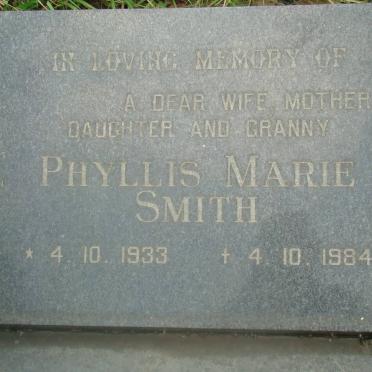 IN LOVING MEMORY OF
A DEAR WIFE MOTHER
DAUGHTER AND GRANNY
PHYLLIS MARIE
SMITH
* 4.10.1933 † 4.10.1984